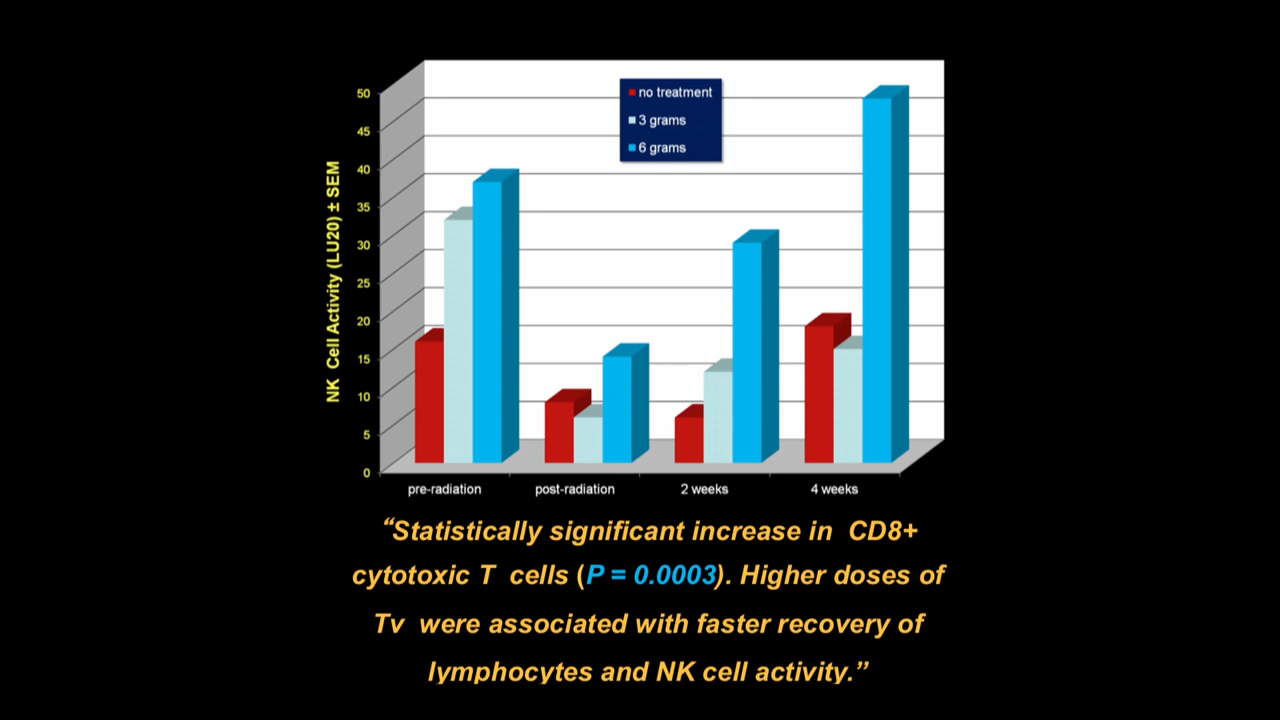 50
45
40
35
30
25
20
15
10
5
0
NK Cell Activity (LU20) ± SEM
no treatment
3 grams
6 grams
pre-radiation post-radiation 2 weeks 4 weeks
“Statistically significant increase in CD8+
cytotoxic T cells (P = 0.0003). Higher doses of
Tv were associated with faster recovery of
lymphocytes and NK cell activity.”